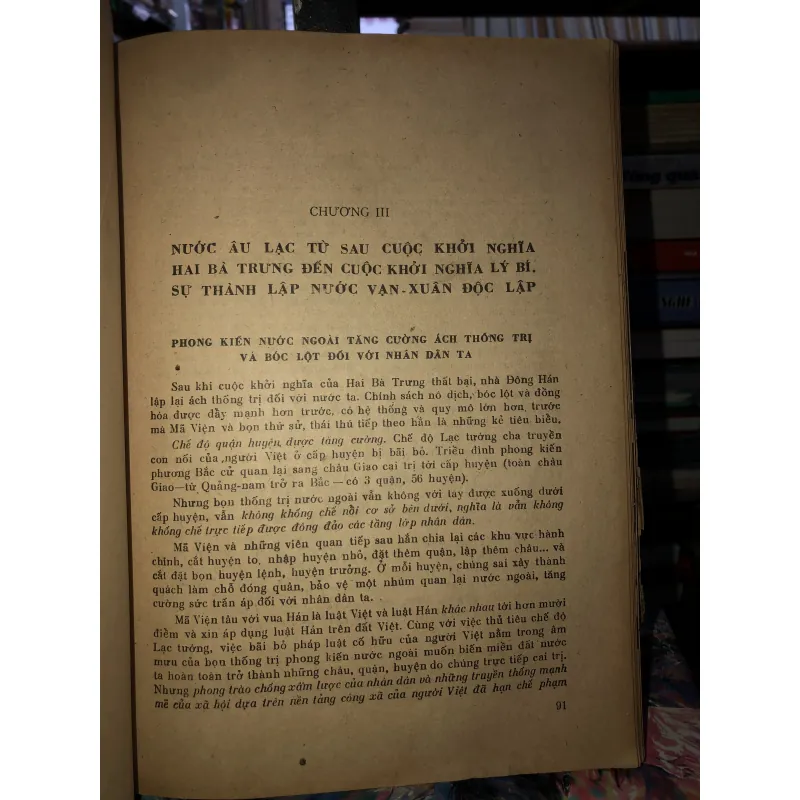 CHƯƠNG III
NƯỚC ÂU LẠC TỪ SAU CUỘC KHỞI NGHĨA
HAI BÀ TRƯNG ĐẾN CUỘC KHỞI NGHĨA LÝ BÍ.
SỰ THÀNH LẬP NƯỚC VẠN-XUÂN ĐỘC LẬP
PHONG KIẾN NƯỚC NGOÀI TĂNG CƯỜNG ÁCH THỐNG TRỊ
VÀ BÓC LỘT ĐỐI VỚI NHÂN DÂN TA
Sau khi cuộc khởi nghĩa của Hai Bà Trưng thất bại, nhà Đông Hán
lập lại ách thống trị đối với nước ta. Chính sách nô dịch, bóc lột và đồng
hóa được đẩy mạnh hơn trước, có hệ thống và quy mô lớn hơn trước
mà Mã Viện và bọn thứ sử, thái thú tiếp theo hắn là những kẻ tiêu biểu.
Chế độ quận huyện được tăng cường. Chế độ Lạc tướng cha truyền
con nối của người Việt ở cấp huyện bị bãi bỏ. Triều đình phong kiến
phương Bắc cử quan lại sang châu Giao cai trị tới cấp huyện (toàn châu
Giao—từ Quảng-nam trở ra Bắc — có 3 quận, 56 huyện).
Nhưng bọn thống trị nước ngoài vẫn không với tay được xuống dưới
cấp huyện, vẫn không khống chế nổi cơ sở bên dưới, nghĩa là vẫn không
khống chế trực tiếp được đông đảo các tầng lớp nhân dân.
Mã Viện và những viên quan tiếp sau hắn chia lại các khu vực hành
chính, cắt huyện to, nhập huyện nhỏ, đặt thêm quận, lập thêm châu... và
cắt đặt bọn huyện lệnh, huyện trưởng. Ở mỗi huyện, chúng sai xây thành
quách làm chỗ đóng quân, bảo vệ một nhúm quan lại nước ngoài, tăng
cường sức trấn áp đối với nhân dân ta.
Mã Viện tâu với vua Hán là luật Việt và luật Hán khác nhau tới hơn mười
điểm và xin áp dụng luật Hán trên đất Việt. Cùng với việc thủ tiêu chế độ
Lạc tướng, việc bãi bỏ pháp luật cổ hữu của người Việt nằm trong âm
mưu của bọn thống trị phong kiến nước ngoài muốn biến miền đất nước
ta hoàn toàn trở thành những châu, quận, huyện do chúng trực tiếp cai trị.
Nhưng phong trào chống xâm lược của nhân dân và những truyền thống mạnh
mẽ của xã hội dựa trên nền tảng công xã của người Việt đã hạn chế phạm
91